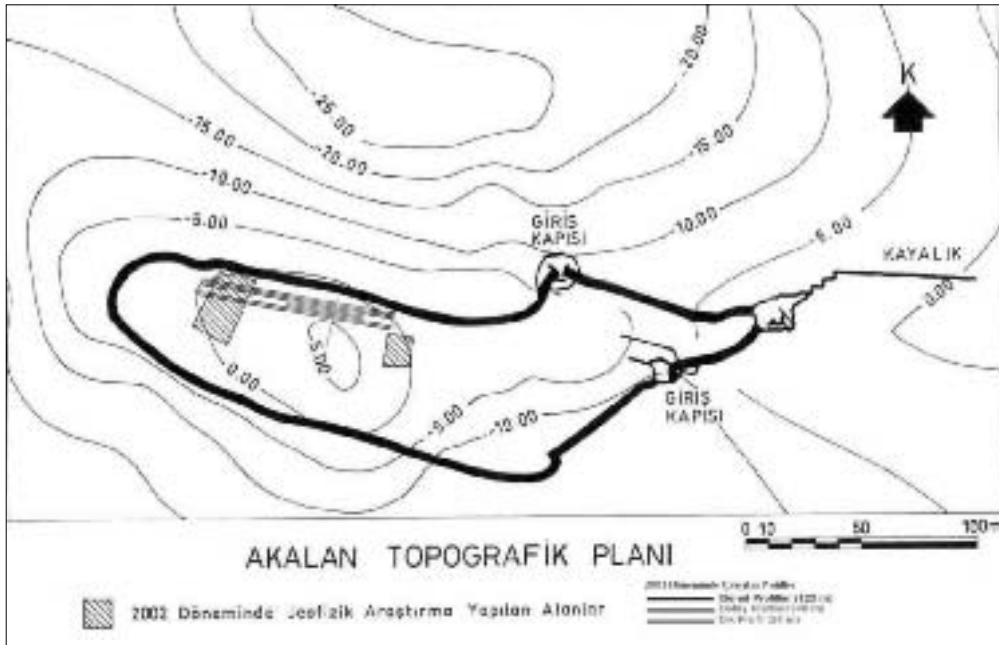 -20.00
K
-25.00
-15.00
-20.00
-15.00
-10.00
-5.00
GİRİŞ
KAPISI
-10.00
5.00
KAYALIK
0.00
5.00
0.00
-5.00
-10.00
GİRİŞ
KAPISI
0 10 50 100m
AKALAN TOPOGRAFİK PLANI
2002 Döneminde Jeofizik Araştırma Yapılan Alanlar